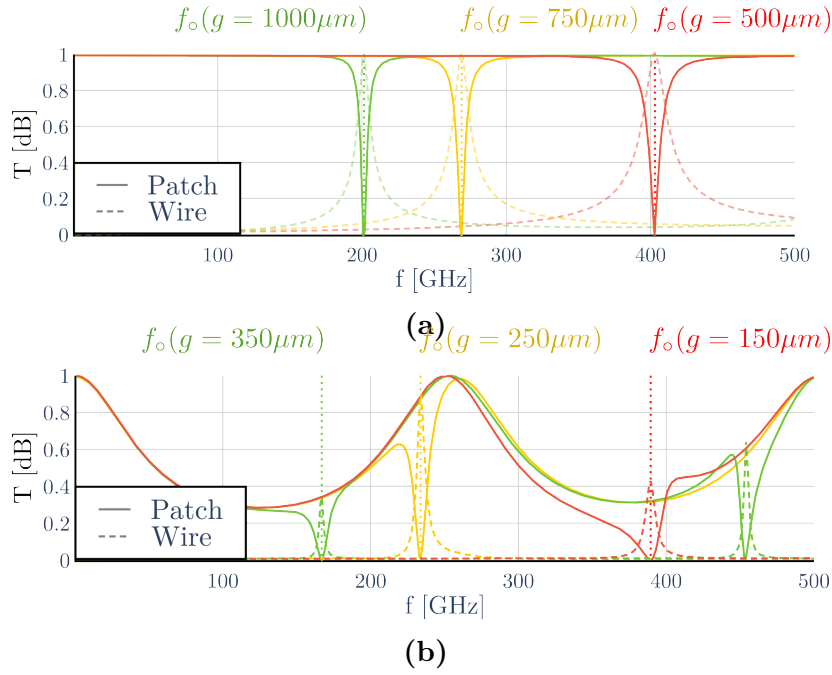 f∘(g = 1000μm) f∘(g = 750μm) f∘(g = 500μm)
1
0.8
0.6
0.4
0.2
0
T [dB]
Patch
Wire
100 200 300 400 500
f [GHz]
(a)
f∘(g = 350μm) f∘(g = 250μm) f∘(g = 150μm)
1
0.8
0.6
0.4
0.2
0
T [dB]
Patch
Wire
100 200 300 400 500
f [GHz]
(b)